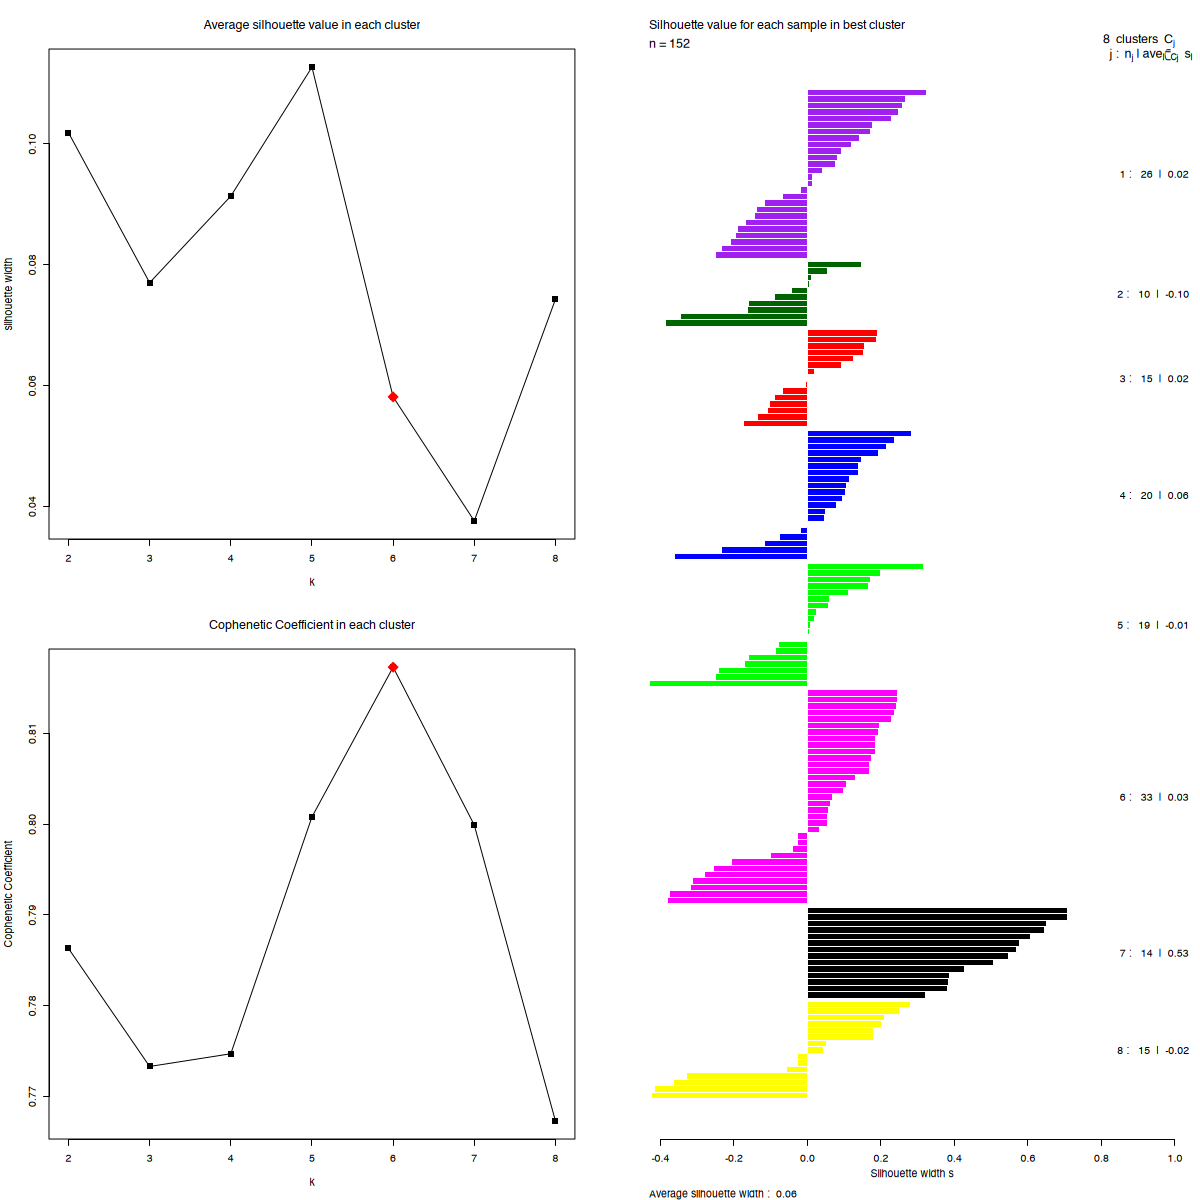 Average silhouette value in each cluster
silhouette width
0.04 0.06 0.08 0.10
2 3 4 5 6 7 8
k
Cophenetic Coefficient in each cluster
Cophenetic Coefficient
0.77 0.78 0.79 0.80 0.81
2 3 4 5 6 7 8
k
Silhouette value for each sample in best cluster
n = 152
8 clusters Cj
j : nj | avei∈Cj si
1 : 26 | 0.02
2 : 10 | -0.10
3 : 15 | 0.02
4 : 20 | 0.06
5 : 19 | -0.01
6 : 33 | 0.03
7 : 14 | 0.53
8 : 15 | -0.02
-0.4 -0.2 0.0 0.2 0.4 0.6 0.8 1.0
Silhouette width s
Average silhouette width : 0.06